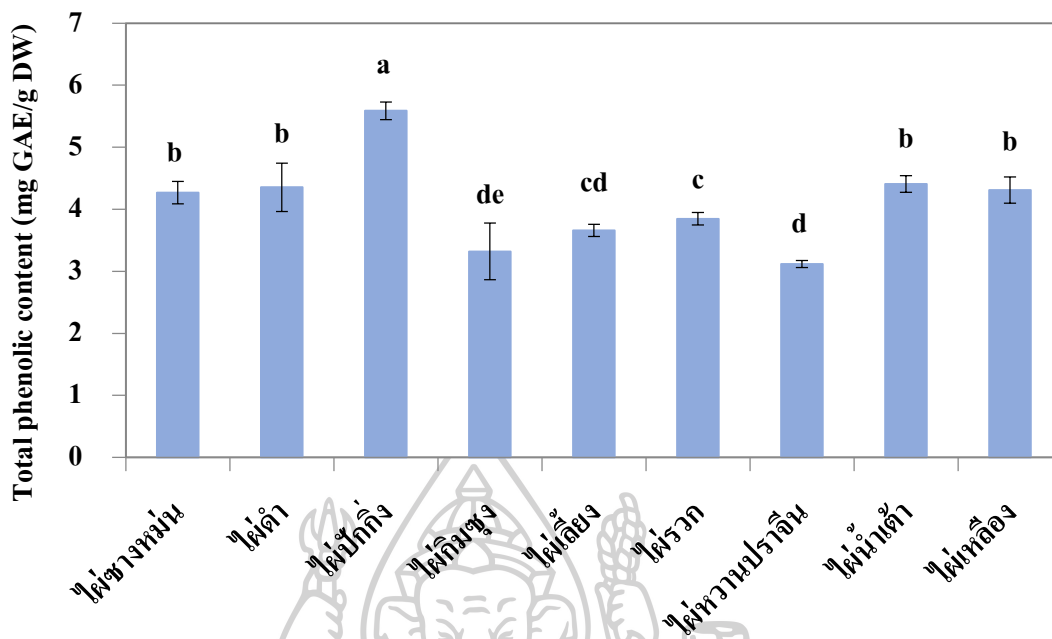 Total phenolic content (mg GAE/g DW)
7
6
5
4
3
2
1
0
b
b
a
de
cd
c
d
b
b
ไผ่ซางหม่น
ไผ่ดำ
ไผ่ปักกิ่ง
ไผ่กิมซุง
ไผ่เลี้ยง
ไผ่รวก
ไผ่หวานปราจีน
ไผ่น้ำเต้า
ไผ่เหลือง